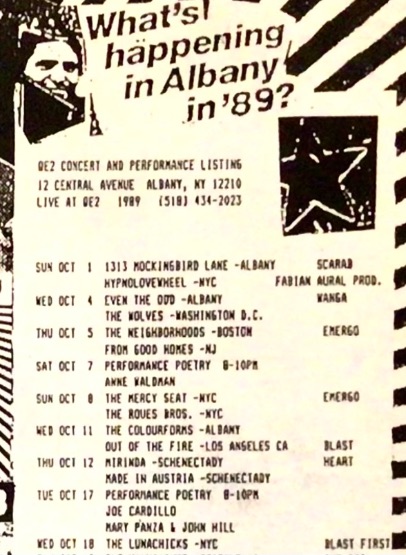 What's
happening
in Albany
in '89?
QE2 CONCERT AND PERFORMANCE LISTING
12 CENTRAL AVENUE ALBANY, NY 12210
LIVE AT QE2 1989 (518) 434-2023
SUN OCT 1 1313 MOCKINGBIRD LANE -ALBANY SCARAB
HYPNOLOVEWHEEL -NYC FABIAN AURAL PROD.
WED OCT 4 EVEN THE ODD -ALBANY WANGA
THE WOLVES -WASHINGTON D.C.
THU OCT 5 THE NEIGHBORHOODS -BOSTON EMERGO
FROM GOOD HOMES -NJ
SAT OCT 7 PERFORMANCE POETRY 8-10PM
ANNE WALDMAN
SUN OCT 8 THE MERCY SEAT -NYC EMERGO
THE ROUES BROS. -NYC
WED OCT 11 THE COLOURFORMS -ALBANY
OUT OF THE FIRE -LOS ANGELES CA BLAST
THU OCT 12 MIRINDA -SCHENECTADY HEART
MADE IN AUSTRIA -SCHENECTADY
TUE OCT 17 PERFORMANCE POETRY 8-10PM
JOE CARDILLO
MARY PANZA & JOHN HILL
WED OCT 18 THE LUNACHICKS -NYC BLAST FIRST